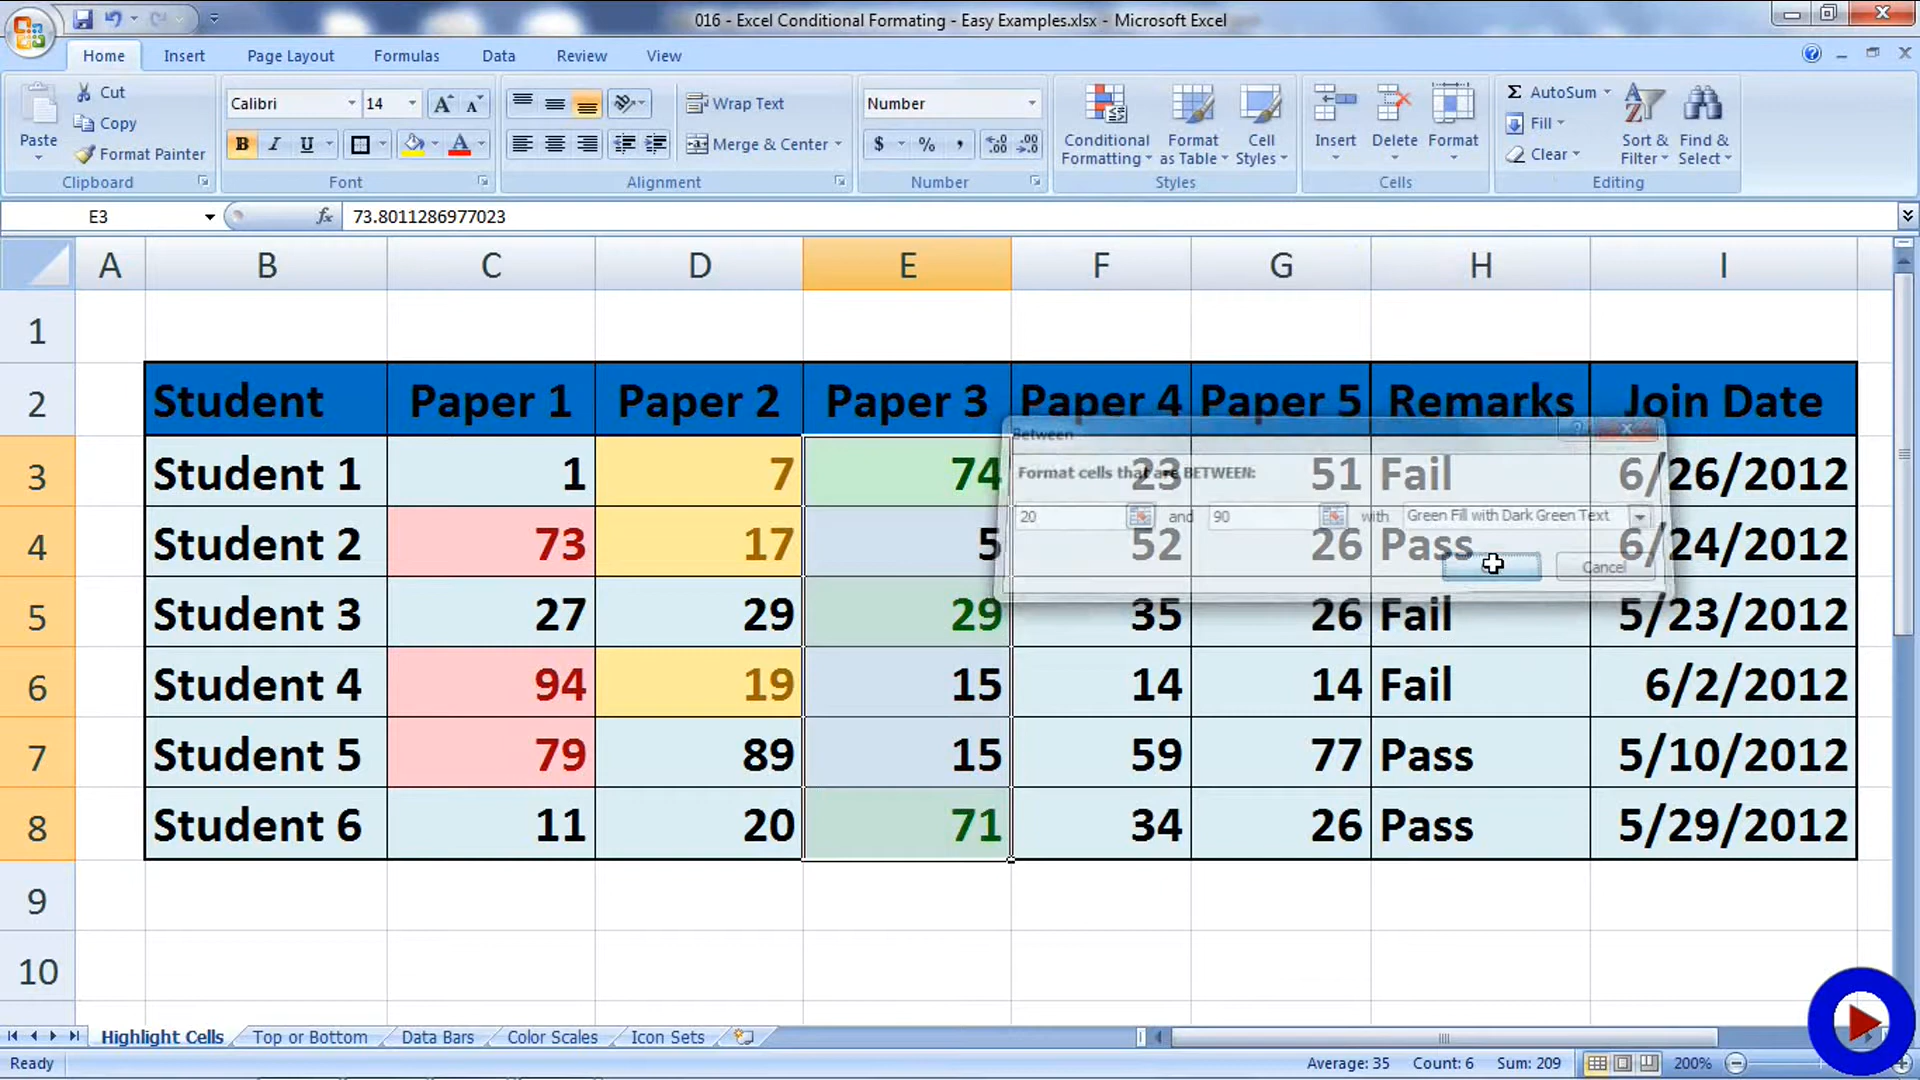 016 - Excel Conditional Formating - Easy Examples.xlsx - Microsoft Excel
Home Insert Page Layout Formulas Data Review View
Paste Cut Copy Format Painter Clipboard
Calibri 14 B I U Font
Wrap Text Merge & Center Alignment
Number $ % , Number
Conditional Formatting Format as Table Cell Styles Styles
Insert Delete Format Cells
Σ AutoSum Fill Clear Sort & Filter Find & Select Editing
E3 fx 73.8011286977023
A B C D E F G H I
1
2 Student Paper 1 Paper 2 Paper 3 Paper 4 Paper 5 Remarks Join Date
3 Student 1 1 7 74 23 51 Fail 6/26/2012
4 Student 2 73 17 5 52 26 Pass 6/24/2012
5 Student 3 27 29 29 35 26 Fail 5/23/2012
6 Student 4 94 19 15 14 14 Fail 6/2/2012
7 Student 5 79 89 15 59 77 Pass 5/10/2012
8 Student 6 11 20 71 34 26 Pass 5/29/2012
9
10
Between
Format cells that are BETWEEN:
20 and 90 with Green Fill with Dark Green Text
Cancel
Highlight Cells Top or Bottom Data Bars Color Scales Icon Sets
Ready Average: 35 Count: 6 Sum: 209 200%